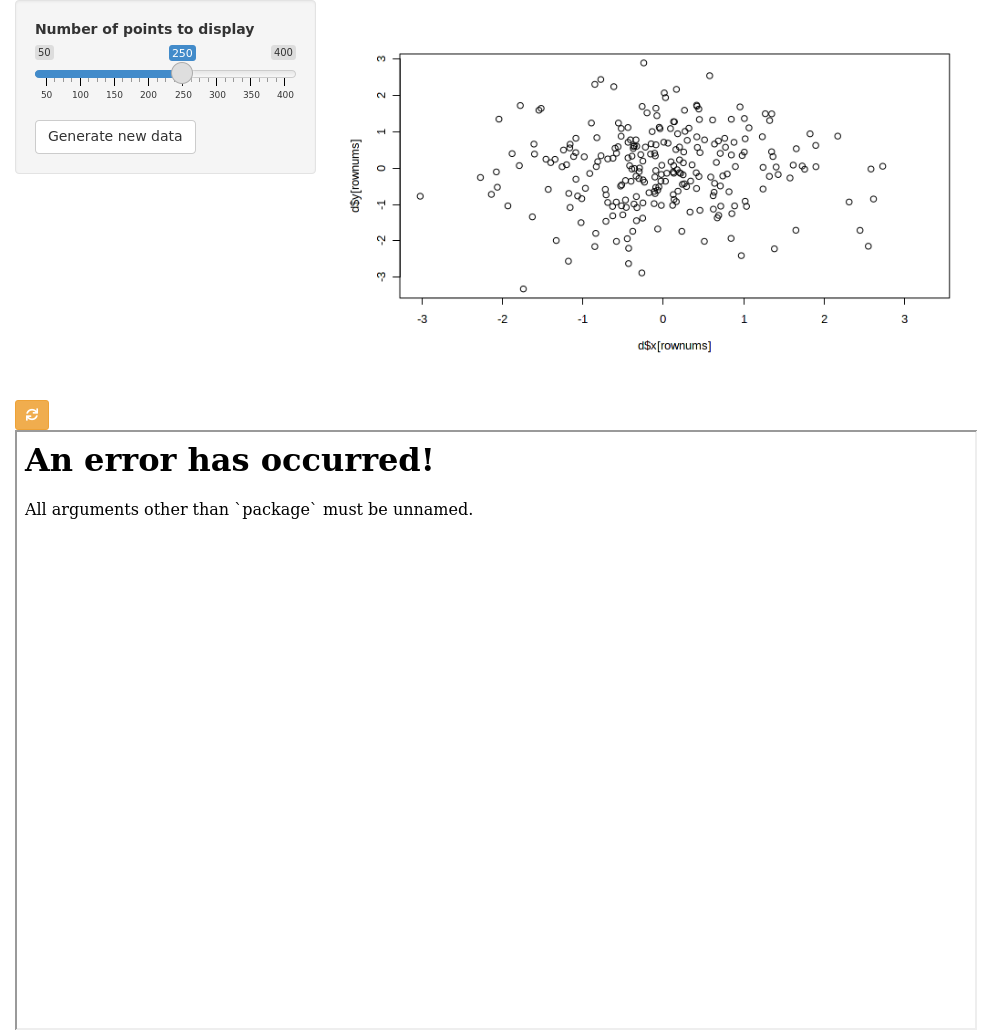 Number of points to display
50 250 400
50 100 150 200 250 300 350 400
Generate new data
d$y[rownums]
3
2
1
0
-1
-2
-3
-3 -2 -1 0 1 2 3
d$x[rownums]
An error has occurred!
All arguments other than `package` must be unnamed.